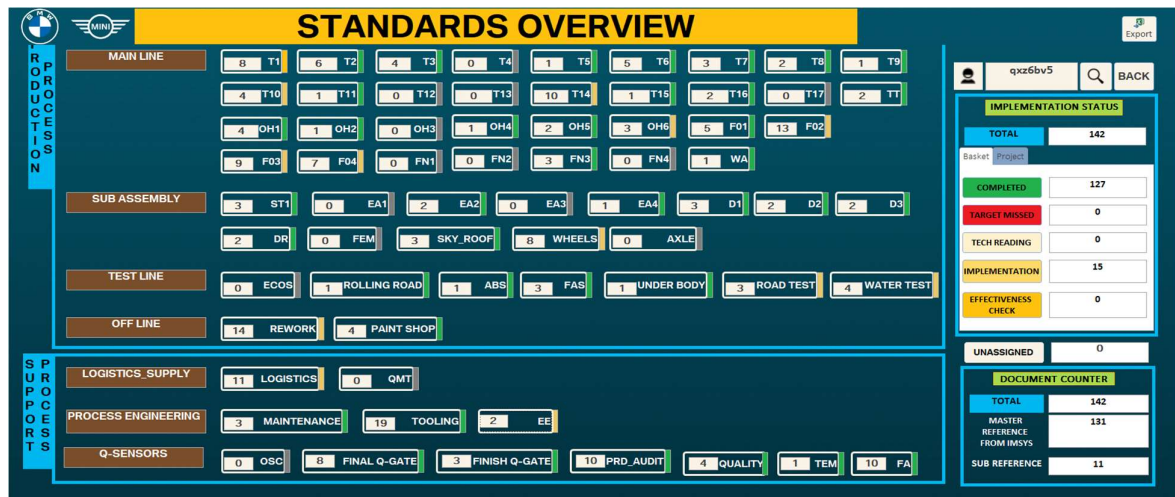 BMW
MINI
STANDARDS OVERVIEW
Export
PRODUCTION PROCESS
MAIN LINE
8 T1 6 T2 4 T3 0 T4 1 T5 5 T6 3 T7 2 T8 1 T9
4 T10 1 T11 0 T12 0 T13 10 T14 1 T15 2 T16 0 T17 2 TT
4 OH1 1 OH2 0 OH3 1 OH4 2 OH5 3 OH6 5 F01 13 F02
9 F03 7 F04 0 FN1 0 FN2 3 FN3 0 FN4 1 WA
SUB ASSEMBLY
3 ST1 0 EA1 2 EA2 0 EA3 1 EA4 3 D1 2 D2 2 D3
2 DR 0 FEM 3 SKY_ROOF 8 WHEELS 0 AXLE
TEST LINE
0 ECOS 1 ROLLING ROAD 1 ABS 3 FAS 1 UNDER BODY 3 ROAD TEST 4 WATER TEST
OFF LINE
14 REWORK 4 PAINT SHOP
SUPPORT PROCESS
LOGISTICS_SUPPLY
11 LOGISTICS 0 QMT
PROCESS ENGINEERING
3 MAINTENANCE 19 TOOLING 2 EE
Q-SENSORS
0 OSC 8 FINAL Q-GATE 3 FINISH Q-GATE 10 PRD_AUDIT 4 QUALITY 1 TEM 10 FA
qxz6bv5 BACK
IMPLEMENTATION STATUS
TOTAL 142
Basket Project
COMPLETED 127
TARGET MISSED 0
TECH READING 0
IMPLEMENTATION 15
EFFECTIVENESS
CHECK 0
UNASSIGNED 0
DOCUMENT COUNTER
TOTAL 142
MASTER
REFERENCE
FROM IMSYS 131
SUB REFERENCE 11